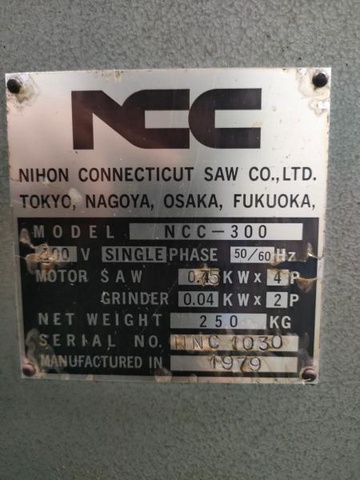 NCC
NIHON CONNECTICUT SAW CO.,LTD.
TOKYO, NAGOYA, OSAKA, FUKUOKA,
MODEL NCC-300
200 V SINGLE PHASE 50/60 Hz
MOTOR SAW 0.45 KW x 4 P
GRINDER 0.04 KW x 2 P
NET WEIGHT 250 KG
SERIAL NO. HNC 1030
MANUFACTURED IN 1979